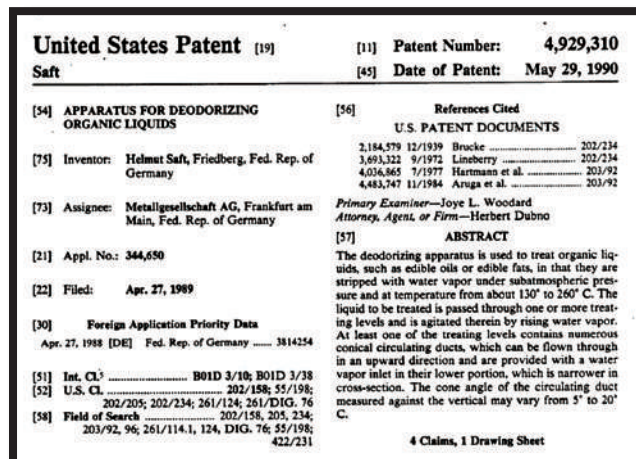 United States Patent [19]
Saft
[11] Patent Number: 4,929,310
[45] Date of Patent: May 29, 1990
[54] APPARATUS FOR DEODORIZING
ORGANIC LIQUIDS
[75] Inventor: Helmut Saft, Friedberg, Fed. Rep. of
Germany
[73] Assignee: Metallgesellschaft AG, Frankfurt am
Main, Fed. Rep. of Germany
[21] Appl. No.: 344,650
[22] Filed: Apr. 27, 1989
[30] Foreign Application Priority Data
Apr. 27, 1988 [DE] Fed. Rep. of Germany ....... 3814254
[51] Int. Cl.⁵ ........................ B01D 3/10; B01D 3/38
[52] U.S. Cl. ........................ 202/158; 55/198;
202/205; 202/234; 261/124; 261/DIG. 76
[58] Field of Search ................ 202/158, 205, 234;
203/92, 96; 261/114.1, 124, DIG. 76; 55/198;
422/231
[56] References Cited
U.S. PATENT DOCUMENTS
2,184,579 12/1939 Brucke ........................ 202/234
3,693,322 9/1972 Lineberry ........................ 202/234
4,036,865 7/1977 Hartmann et al. .................. 203/92
4,483,747 11/1984 Aruga et al. ..................... 203/92
Primary Examiner—Joye L. Woodard
Attorney, Agent, or Firm—Herbert Dubno
[57] ABSTRACT
The deodorizing apparatus is used to treat organic liq-
uids, such as edible oils or edible fats, in that they are
stripped with water vapor under subatmospheric pres-
sure and at temperature from about 130° to 260° C. The
liquid to be treated is passed through one or more treat-
ing levels and is agitated therein by rising water vapor.
At least one of the treating levels contains numerous
conical circulating ducts, which can be flown through
in an upward direction and are provided with a water
vapor inlet in their lower portion, which is narrower in
cross-section. The cone angle of the circulating duct
measured against the vertical may vary from 5° to 20°
C.
4 Claims, 1 Drawing Sheet